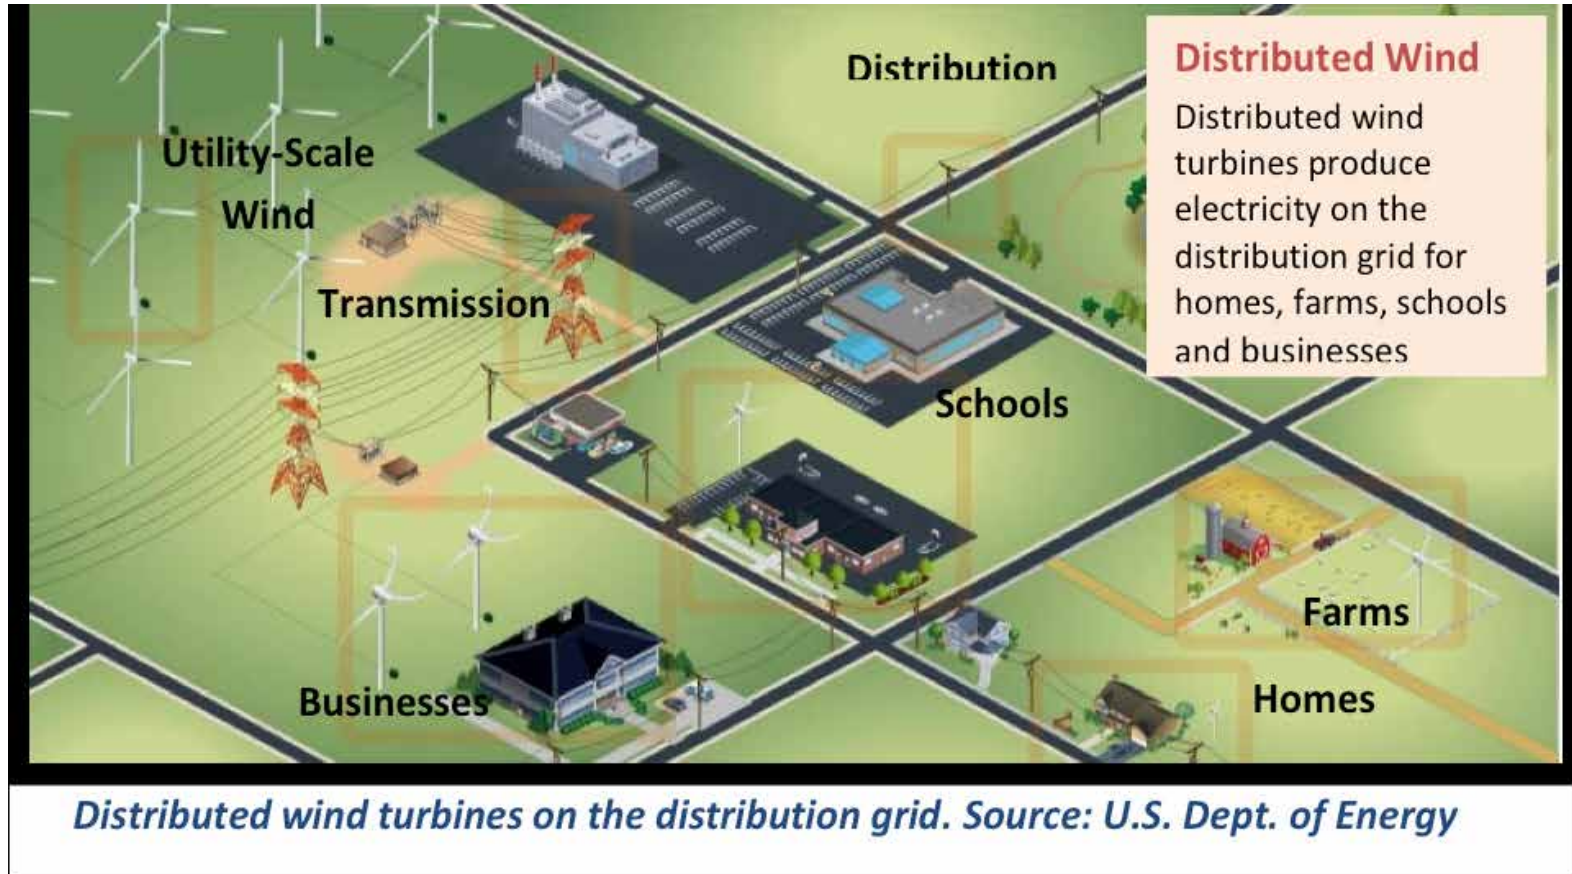 Distribution
Distributed Wind
Distributed wind
turbines produce
electricity on the
distribution grid for
homes, farms, schools
and businesses
Utility-Scale
Wind
Transmission
Schools
Farms
Businesses
Homes
Distributed wind turbines on the distribution grid. Source: U.S. Dept. of Energy